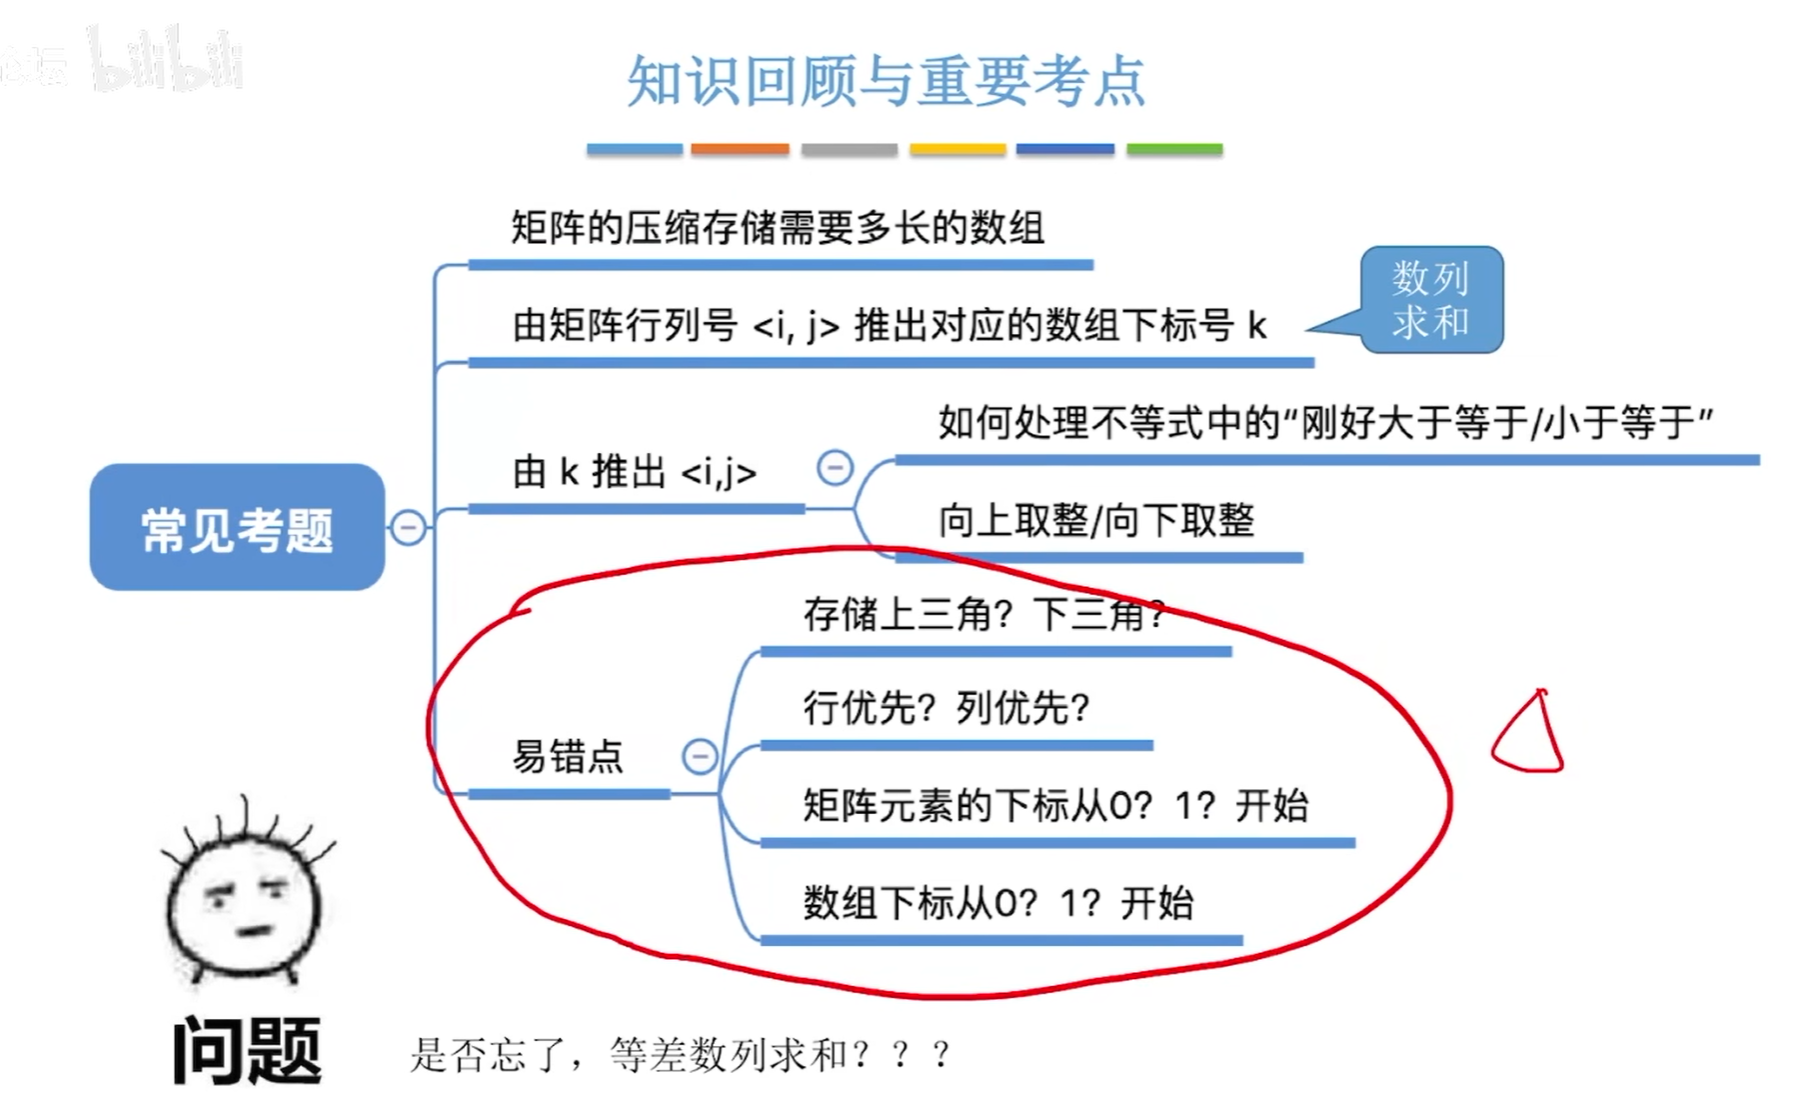 论坛 bilibili
知识回顾与重要考点
矩阵的压缩存储需要多长的数组
数列
求和
由矩阵行列号 <i, j> 推出对应的数组下标号 k
如何处理不等式中的“刚好大于等于/小于等于”
由 k 推出 <i,j>
向上取整/向下取整
常见考题
存储上三角？下三角？
行优先？列优先？
易错点
矩阵元素的下标从0？1？开始
数组下标从0？1？开始
问题
是否忘了，等差数列求和？？？